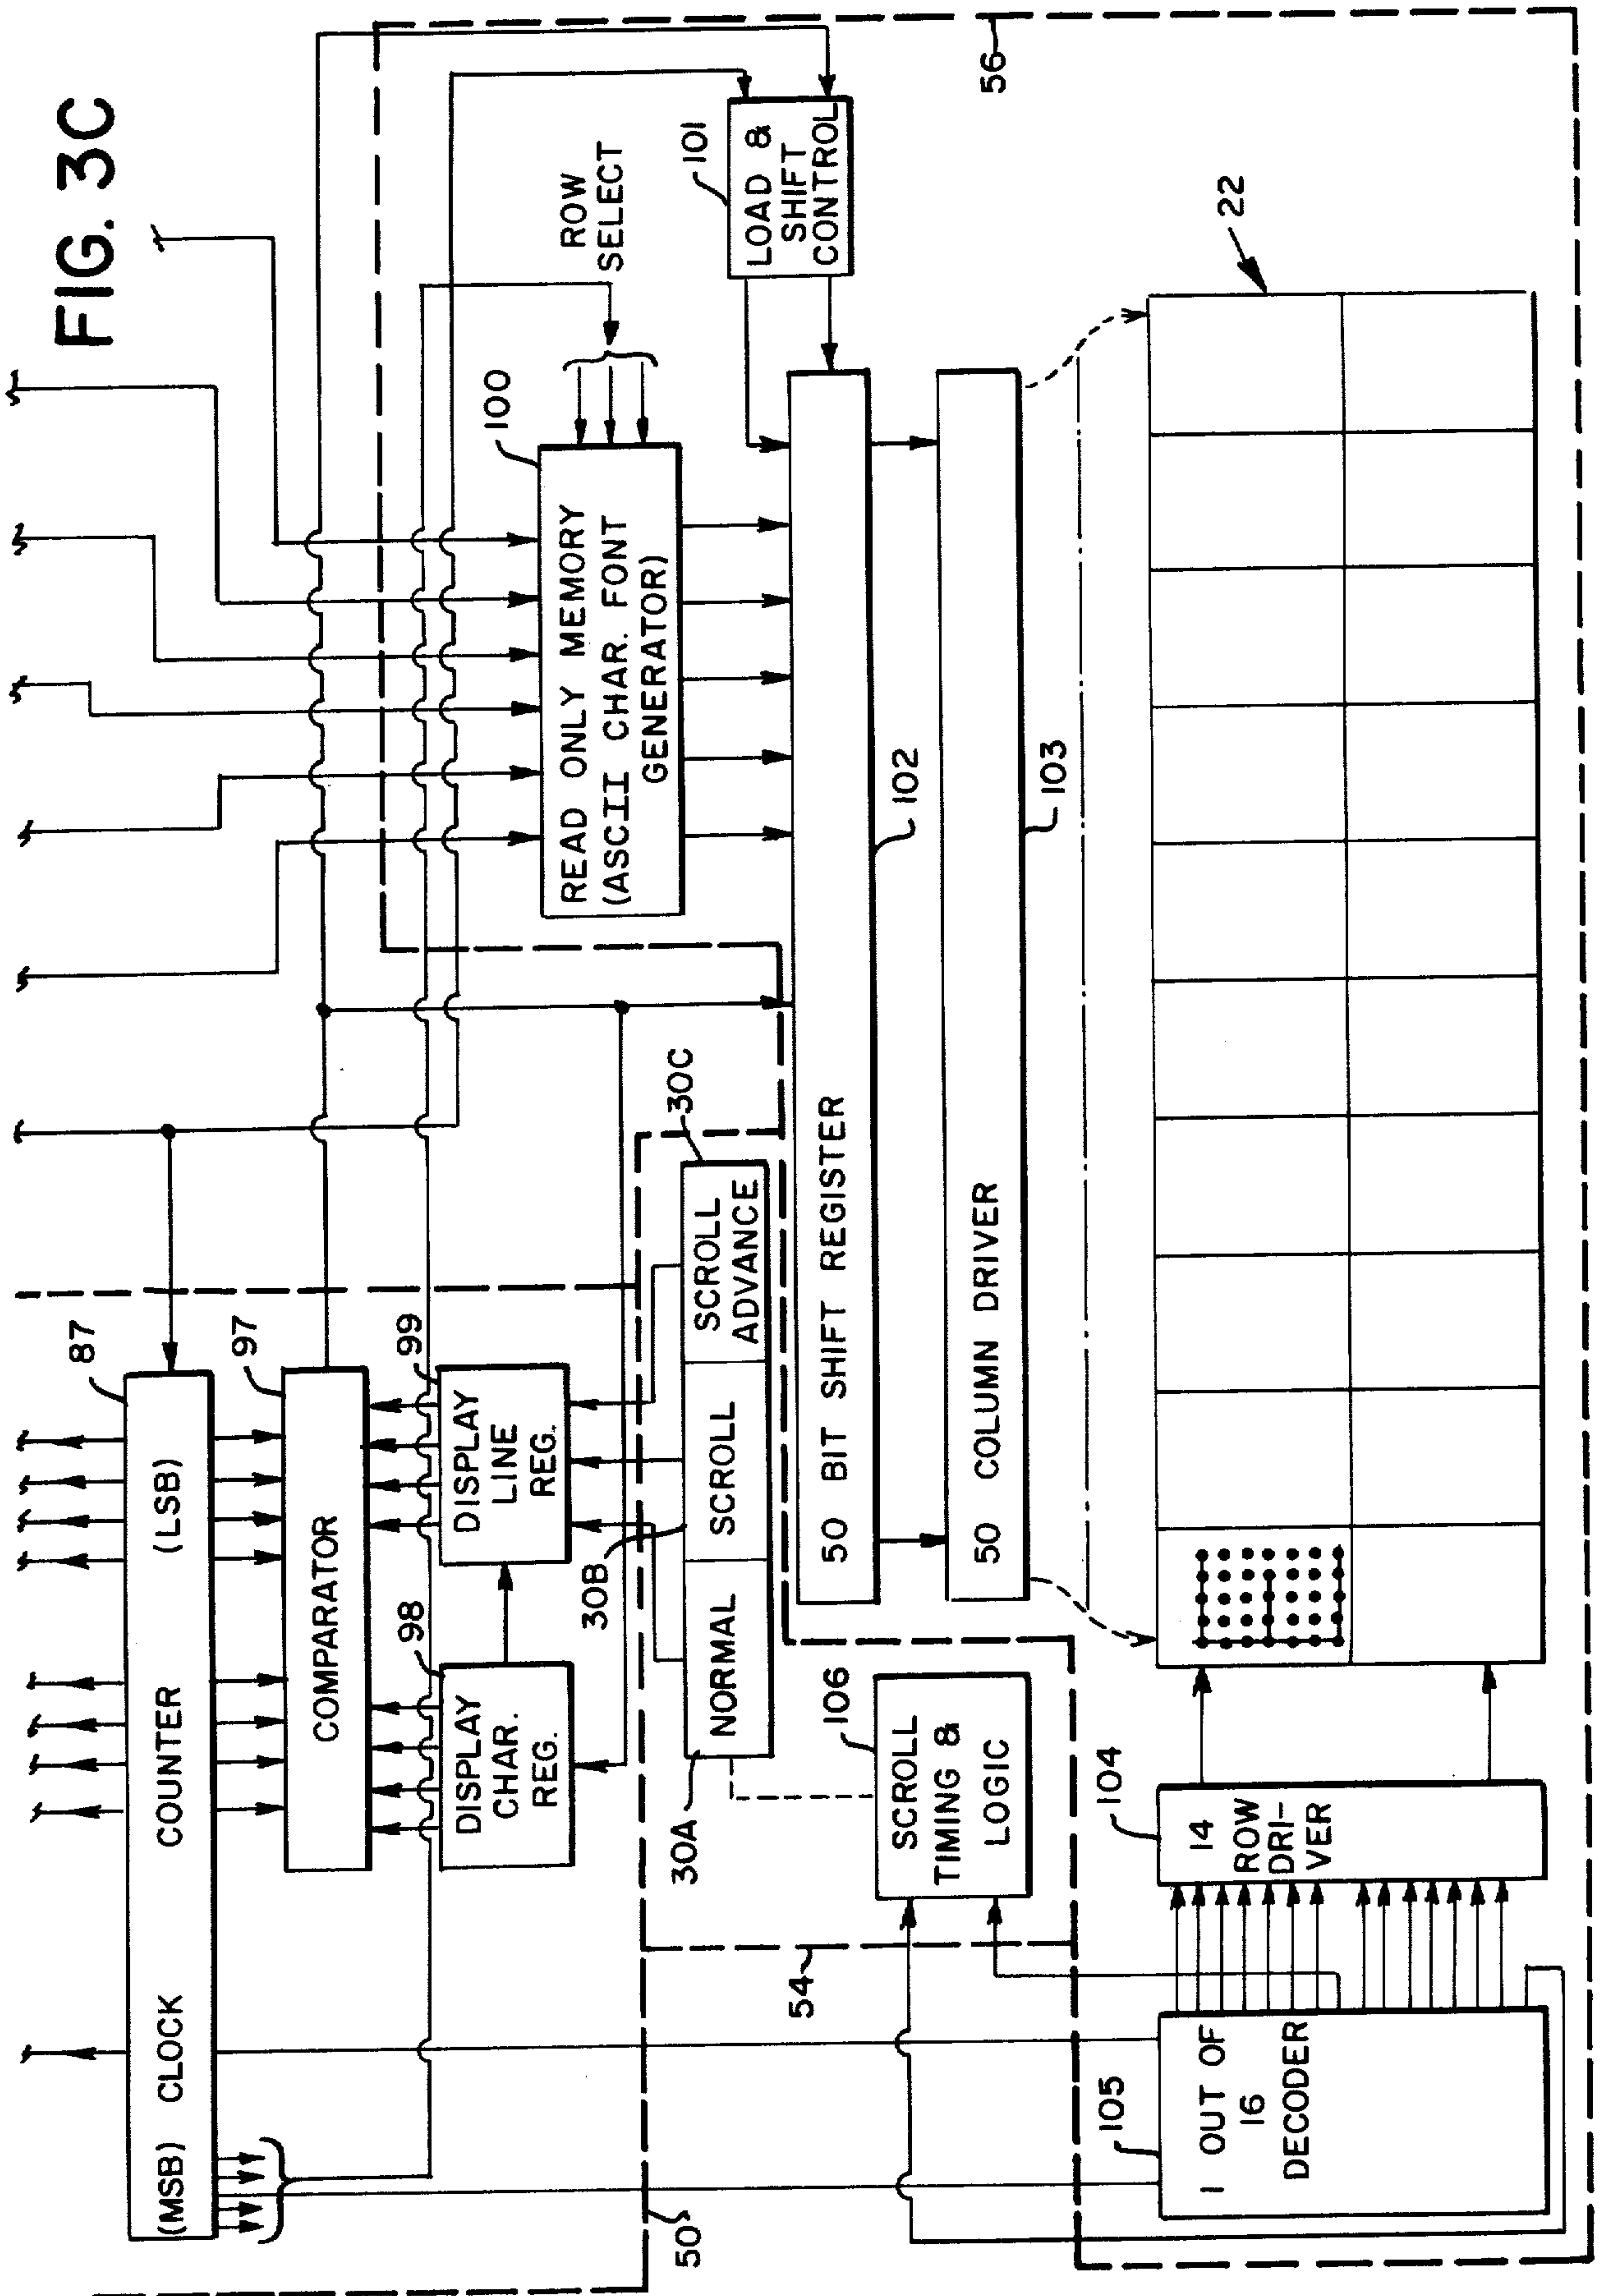 FIG. 3C
87
(MSB) CLOCK COUNTER (LSB)
97
COMPARATOR
98
DISPLAY
CHAR.
REG.
99
DISPLAY
LINE
REG.
100
READ ONLY MEMORY
(ASCII CHAR. FONT
GENERATOR)
ROW
SELECT
101
LOAD &
SHIFT
CONTROL
30A
30B
30C
NORMAL
SCROLL
SCROLL
ADVANCE
50
54
56
106
SCROLL
TIMING &
LOGIC
50 BIT SHIFT REGISTER
102
50 COLUMN DRIVER
103
105
1 OUT OF
16
DECODER
104
14
ROW
DRI-
VER
22